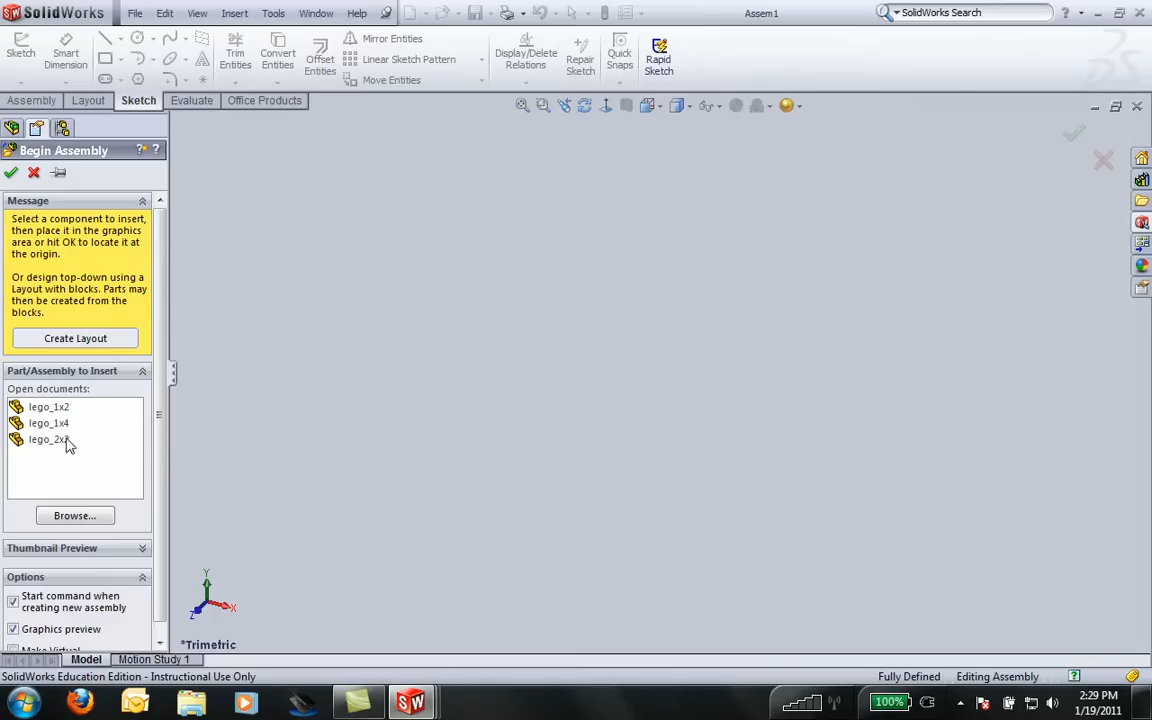 SolidWorks File Edit View Insert Tools Window Help Assem1 SolidWorks Search
Sketch Smart Dimension Trim Entities Convert Entities Offset Entities Mirror Entities Linear Sketch Pattern Move Entities Display/Delete Relations Repair Sketch Quick Snaps Rapid Sketch
Assembly Layout Sketch Evaluate Office Products
Begin Assembly
Message
Select a component to insert,
then place it in the graphics
area or hit OK to locate it at
the origin.
Or design top-down using a
Layout with blocks. Parts may
then be created from the
blocks.
Create Layout
Part/Assembly to Insert
Open documents:
lego_1x2
lego_1x4
Browse...
Thumbnail Preview
Options
Start command when
creating new assembly
Graphics preview
Make Virtual
Y
X
Z
*Trimetric
Model Motion Study 1
SolidWorks Education Edition - Instructional Use Only Fully Defined Editing Assembly
100% 2:29 PM
1/19/2011